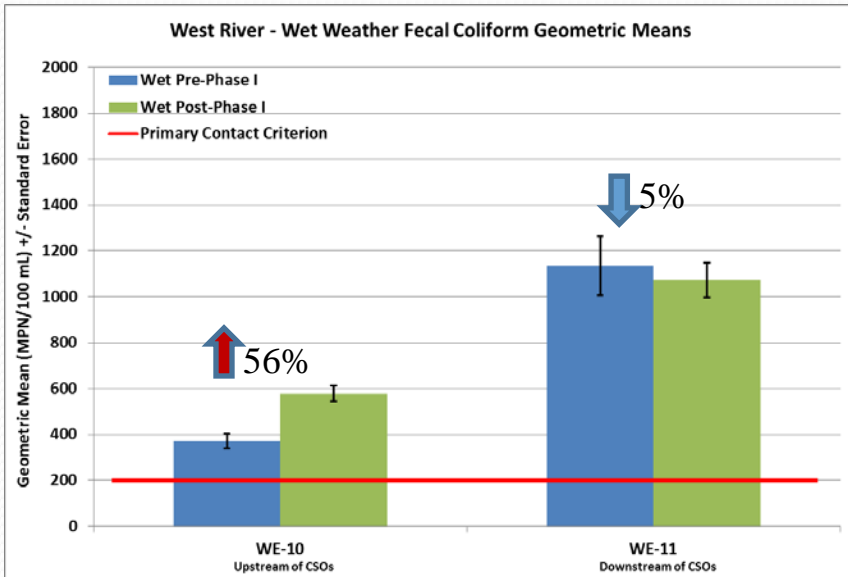 West River - Wet Weather Fecal Coliform Geometric Means
Geometric Mean (MPN/100 mL) +/- Standard Error
2000
1800
1600
1400
1200
1000
800
600
400
200
0
Wet Pre-Phase I
Wet Post-Phase I
Primary Contact Criterion
56%
5%
WE-10
Upstream of CSOs
WE-11
Downstream of CSOs